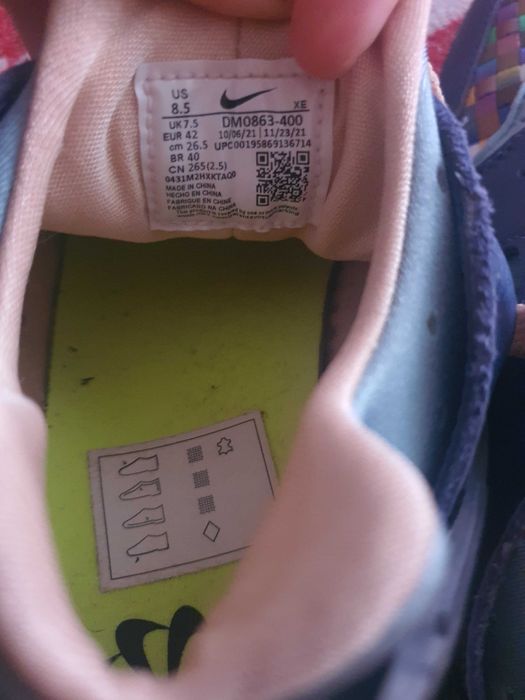 US
8.5
XE
UK 7.5 DM0863-400
EUR 42 10/06/21 | 11/23/21
cm 26.5 UPC00195869136714
BR 40
CN 265(2.5)
0431M2HXKTAQ0
MADE IN CHINA
HECHO EN CHINA
FABRIQUE EN CHINE
FABRICADO NA CHINA